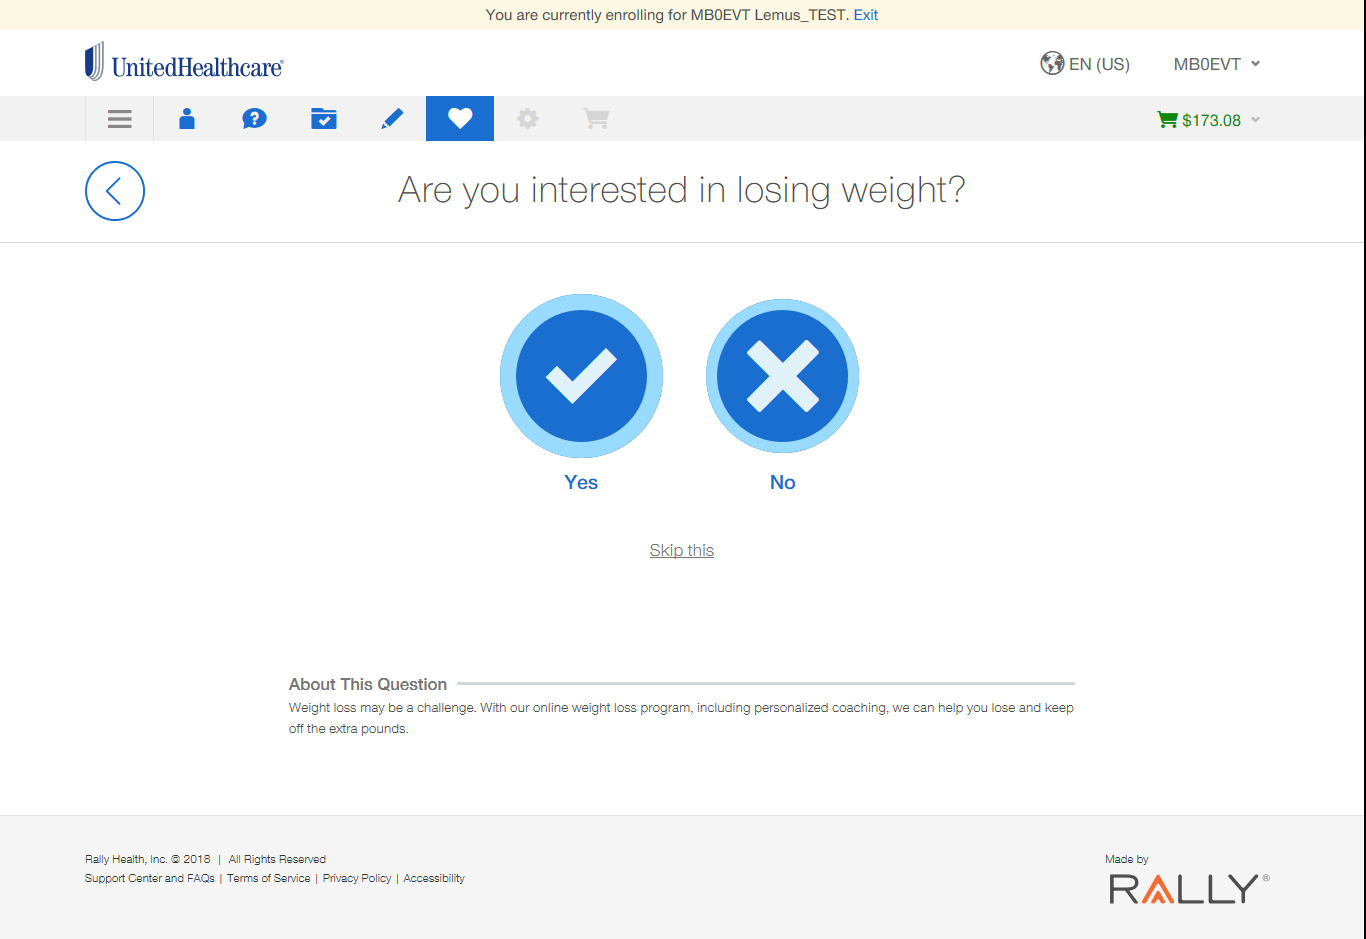 You are currently enrolling for MB0EVT Lemus_TEST. Exit
UnitedHealthcare®
EN (US)
MB0EVT
$173.08
Are you interested in losing weight?
Yes
No
Skip this
About This Question
Weight loss may be a challenge. With our online weight loss program, including personalized coaching, we can help you lose and keep
off the extra pounds.
Rally Health, Inc. © 2018 | All Rights Reserved
Support Center and FAQs | Terms of Service | Privacy Policy | Accessibility
Made by
RALLY®